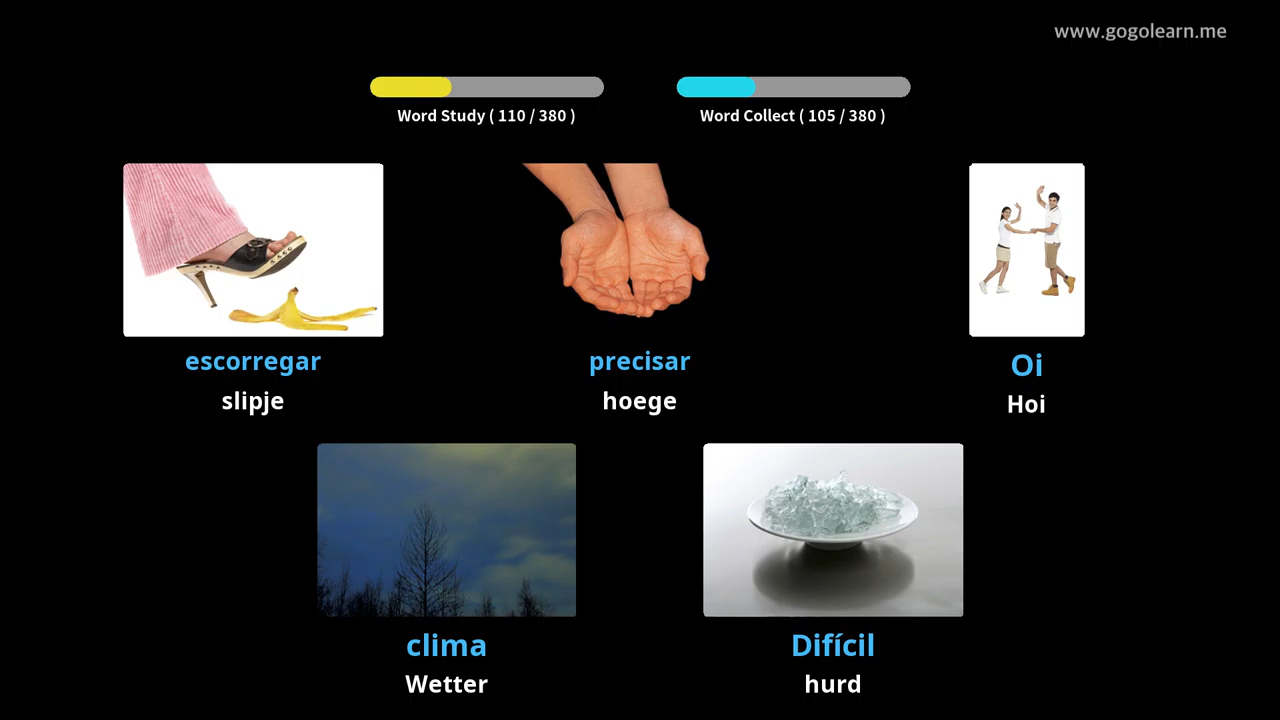 www.gogolearn.me
Word Study ( 110 / 380 )
Word Collect ( 105 / 380 )
escorregar
slipje
precisar
hoege
Oi
Hoi
clima
Wetter
Difícil
hurd